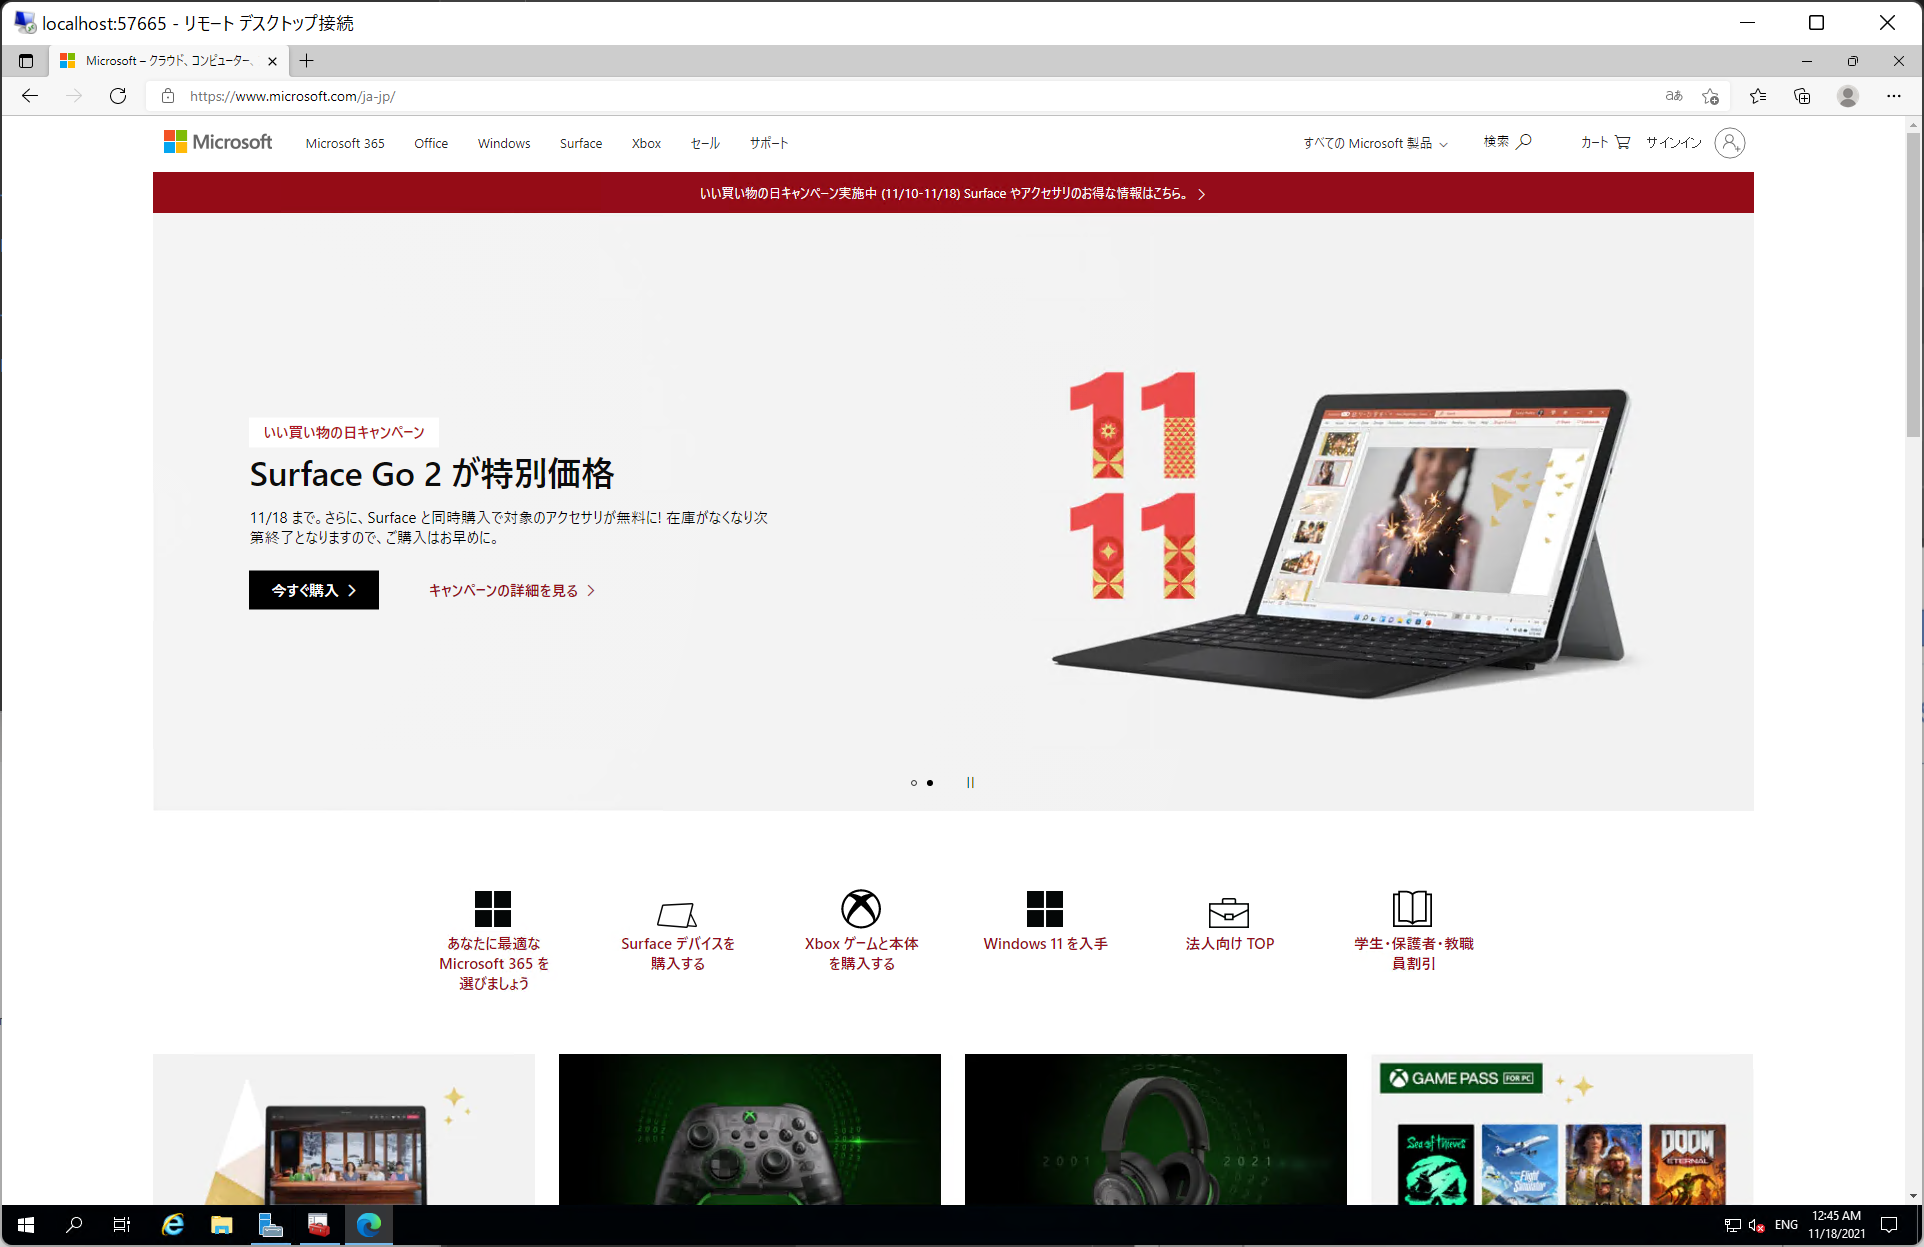 localhost:57665 - リモート デスクトップ接続
Microsoft – クラウド、コンピューター、
https://www.microsoft.com/ja-jp/
aあ
Microsoft
Microsoft 365
Office
Windows
Surface
Xbox
セール
サポート
すべての Microsoft 製品
検索
カート
サインイン
いい買い物の日キャンペーン実施中 (11/10-11/18) Surface やアクセサリのお得な情報はこちら。
いい買い物の日キャンペーン
Surface Go 2 が特別価格
11/18 まで。さらに、Surface と同時購入で対象のアクセサリが無料に! 在庫がなくなり次
第終了となりますので、ご購入はお早めに。
今すぐ購入
キャンペーンの詳細を見る
11
11
あなたに最適な
Microsoft 365 を
選びましょう
Surface デバイスを
購入する
Xbox ゲームと本体
を購入する
Windows 11 を入手
法人向け TOP
学生・保護者・教職
員割引
2001
2021
GAME PASS FOR PC
Sea of Thieves
Flight
Simulator
DOOM
ETERNAL
ENG
12:45 AM
11/18/2021